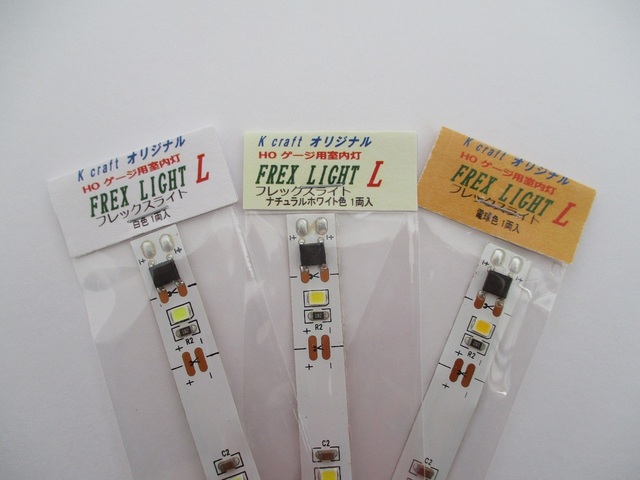 K craft オリジナル
HO ゲージ用室内灯
FREX LIGHT L
フレックスライト
白色 1両入
K craft オリジナル
HO ゲージ用室内灯
FREX LIGHT L
フレックスライト
ナチュラルホワイト色 1両入
K craft オリジナル
HO ゲージ用室内灯
FREX LIGHT L
フレックスライト
電球色 1両入
I+ I-
R2
+ -
C2
I+ I-
R2
+ -
C2
I+ I-
R2
+ -
C2